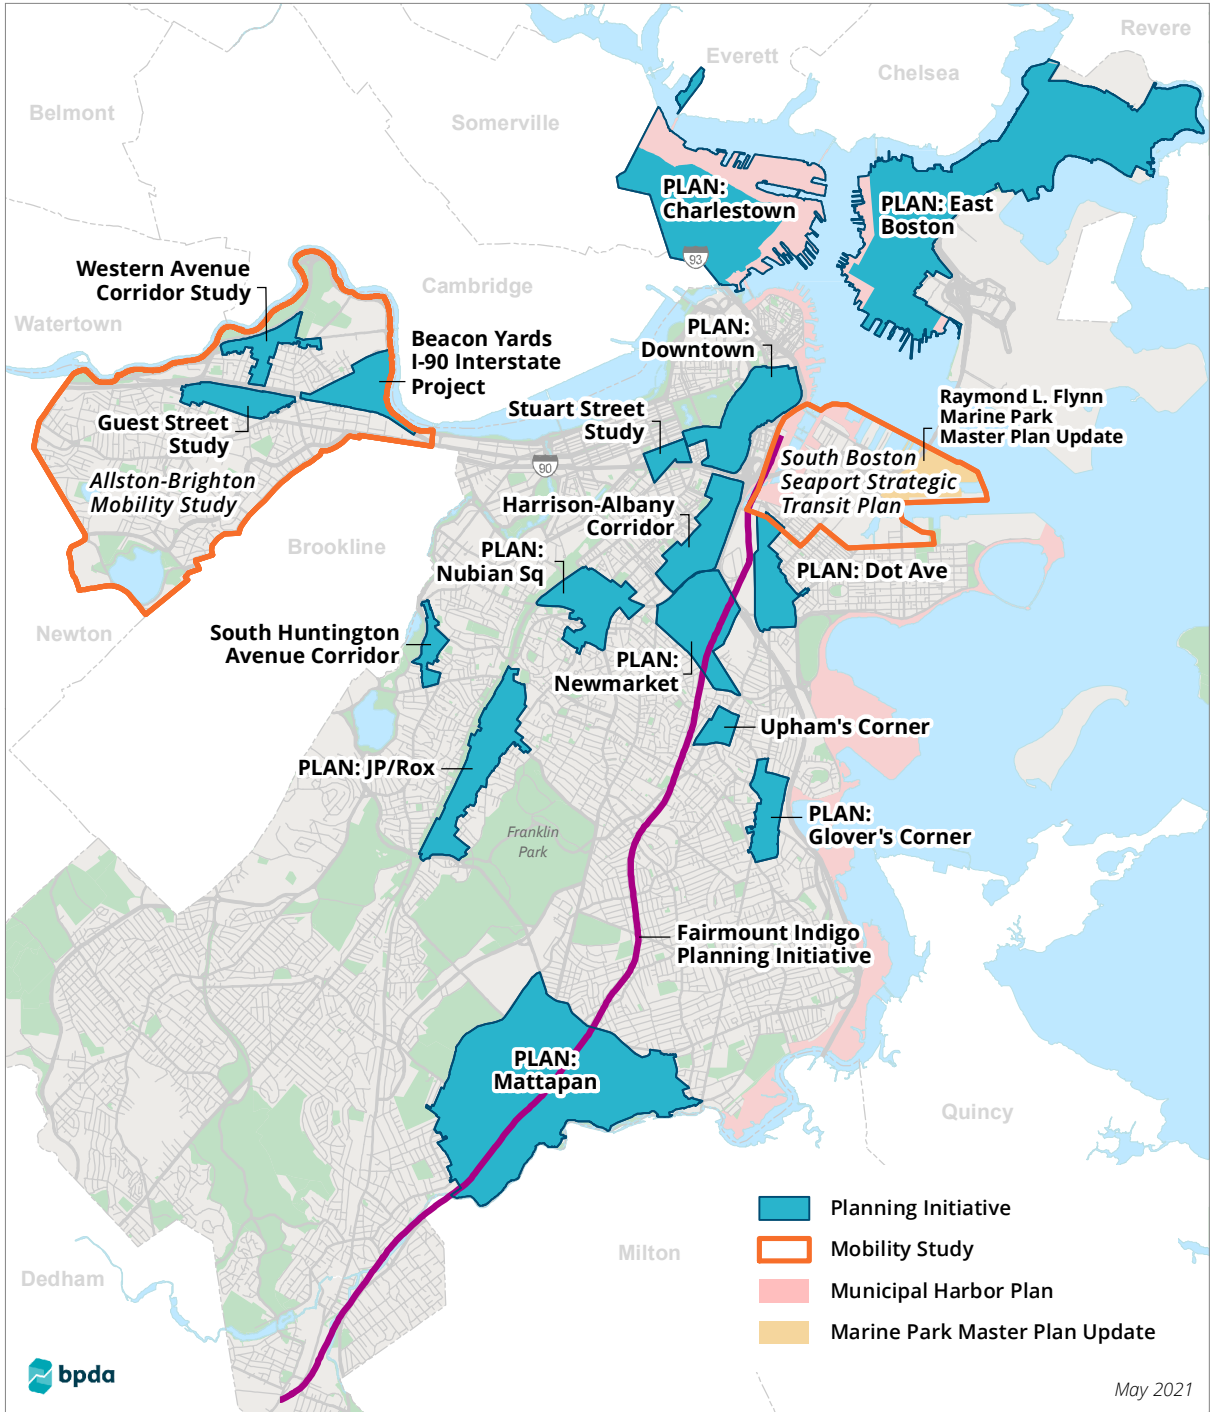 Revere
Everett
Chelsea
Belmont
Somerville
PLAN:
Charlestown
PLAN: East
Boston
93
Western Avenue
Corridor Study
Cambridge
Watertown
PLAN:
Downtown
Beacon Yards
I-90 Interstate
Project
Raymond L. Flynn
Marine Park
Master Plan Update
Stuart Street
Study
Guest Street
Study
90
South Boston
Seaport Strategic
Transit Plan
Allston-Brighton
Mobility Study
Harrison-Albany
Corridor
Brookline
PLAN:
Nubian Sq
PLAN: Dot Ave
Newton
South Huntington
Avenue Corridor
PLAN:
Newmarket
Upham's Corner
PLAN: JP/Rox
PLAN:
Glover's Corner
Franklin
Park
Fairmount Indigo
Planning Initiative
PLAN:
Mattapan
Quincy
Planning Initiative
Mobility Study
Milton
Dedham
Municipal Harbor Plan
Marine Park Master Plan Update
bpda
May 2021